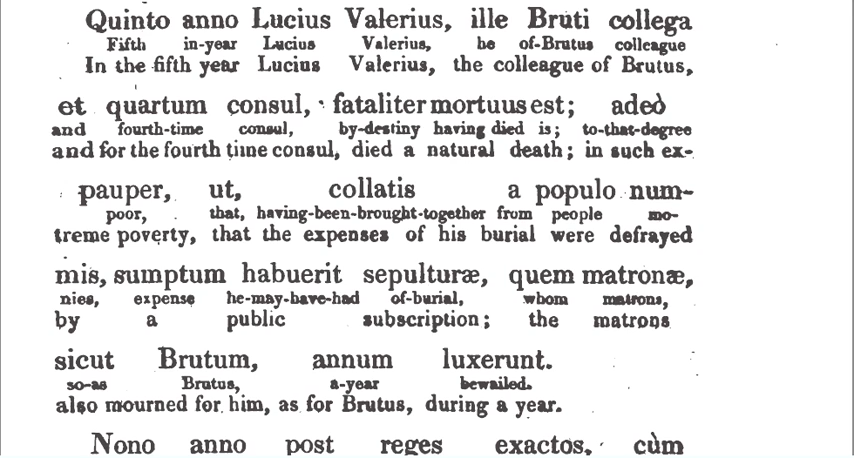 Quinto anno Lucius Valerius, ille Bruti collega
Fifth in-year Lucius Valerius, he of-Brutus colleague
In the fifth year Lucius Valerius, the colleague of Brutus,
et quartum consul, fataliter mortuus est; adeò
and fourth-time consul, by-destiny having died is; to-that-degree
and for the fourth time consul, died a natural death; in such ex-
pauper, ut, collatis a populo num-
poor, that, having-been-brought-together from people mo-
treme poverty, that the expenses of his burial were defrayed
mis, sumptum habuerit sepulturæ, quem matronæ,
nies, expense he-may-have-had of-burial, whom matrons,
by a public subscription; the matrons
sicut Brutum, annum luxerunt.
so-as Brutus, a-year bewailed.
also mourned for him, as for Brutus, during a year.
Nono anno post reges exactos, cùm